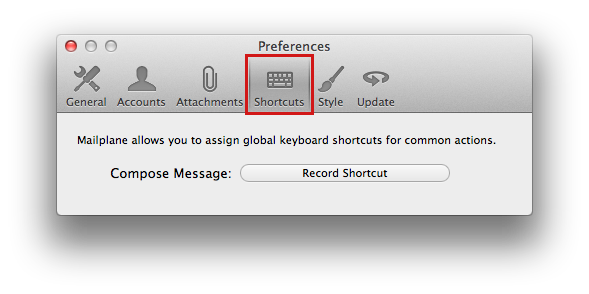 Preferences
General Accounts Attachments Shortcuts Style Update
Mailplane allows you to assign global keyboard shortcuts for common actions.
Compose Message: Record Shortcut